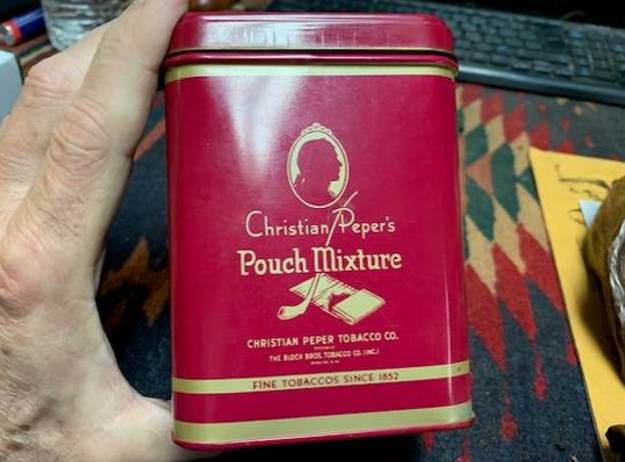 Christian Peper's
Pouch Mixture
CHRISTIAN PEPER TOBACCO CO.
THE BLOCH BROS. TOBACCO CO. (INC.)
FINE TOBACCOS SINCE 1852